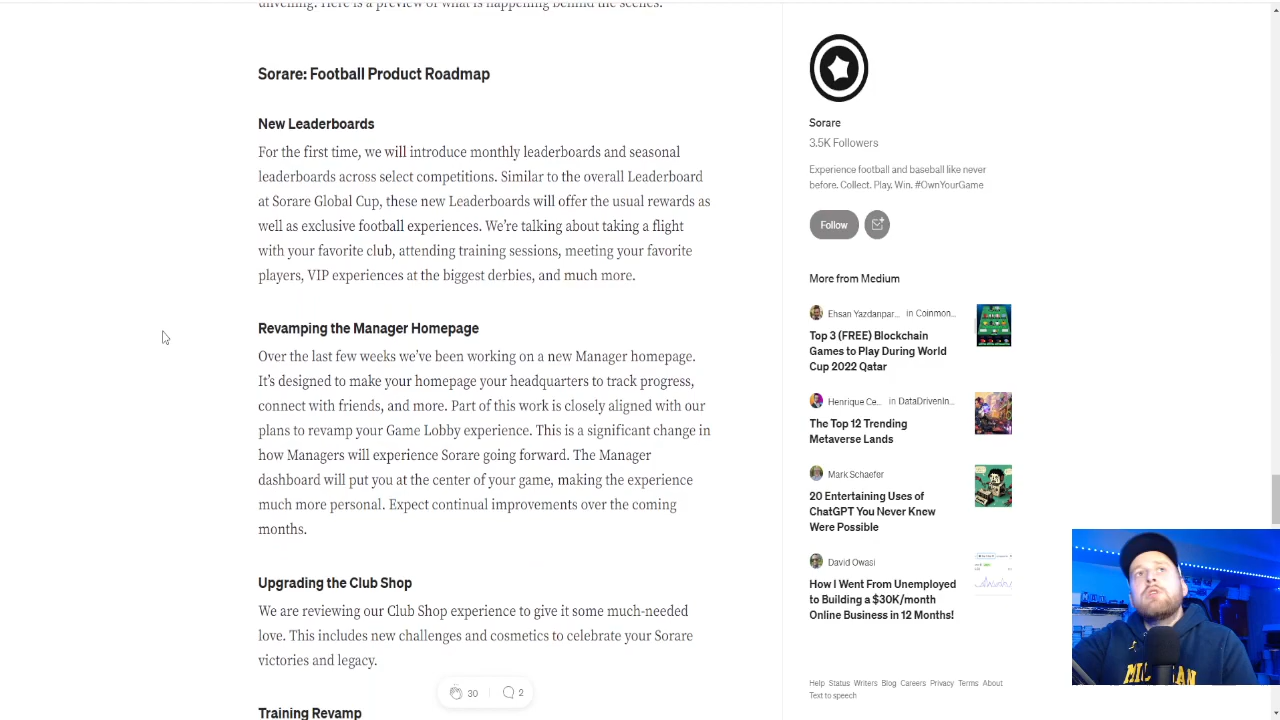 unveiling. Here is a preview of what is happening behind the scenes.
Sorare: Football Product Roadmap
New Leaderboards
For the first time, we will introduce monthly leaderboards and seasonal
leaderboards across select competitions. Similar to the overall Leaderboard
at Sorare Global Cup, these new Leaderboards will offer the usual rewards as
well as exclusive football experiences. We're talking about taking a flight
with your favorite club, attending training sessions, meeting your favorite
players, VIP experiences at the biggest derbies, and much more.
Revamping the Manager Homepage
Over the last few weeks we've been working on a new Manager homepage.
It's designed to make your homepage your headquarters to track progress,
connect with friends, and more. Part of this work is closely aligned with our
plans to revamp your Game Lobby experience. This is a significant change in
how Managers will experience Sorare going forward. The Manager
dashboard will put you at the center of your game, making the experience
much more personal. Expect continual improvements over the coming
months.
Upgrading the Club Shop
We are reviewing our Club Shop experience to give it some much-needed
love. This includes new challenges and cosmetics to celebrate your Sorare
victories and legacy.
30 2
Training Revamp
Sorare
3.5K Followers
Experience football and baseball like never
before. Collect, Play, Win. #OwnYourGame
Follow
More from Medium
Ehsan Yazdanpar... in Coinmon...
Top 3 (FREE) Blockchain
Games to Play During World
Cup 2022 Qatar
Henrique Ce... in DataDrivenIn...
The Top 12 Trending
Metaverse Lands
Mark Schaefer
20 Entertaining Uses of
ChatGPT You Never Knew
Were Possible
David Owasi
How I Went From Unemployed
to Building a $30K/month
Online Business in 12 Months!
Help Status Writers Blog Careers Privacy Terms About
Text to speech